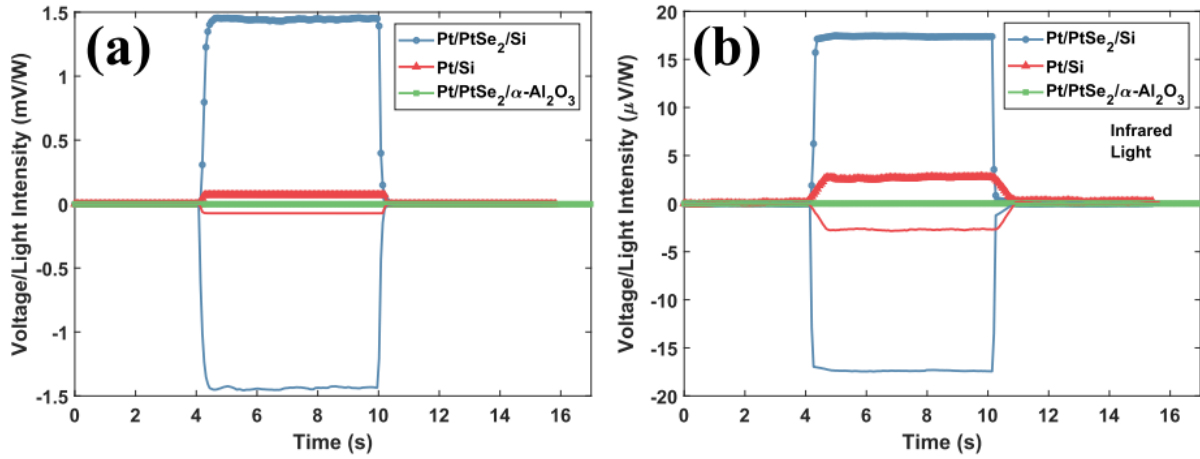 (a)
Voltage/Light Intensity (mV/W)
1.5
1
0.5
0
-0.5
-1
-1.5
0 2 4 6 8 10 12 14 16
Time (s)
Pt/PtSe₂/Si
Pt/Si
Pt/PtSe₂/α-Al₂O₃
(b)
Voltage/Light Intensity (μV/W)
20
15
10
5
0
-5
-10
-15
-20
0 2 4 6 8 10 12 14 16
Time (s)
Pt/PtSe₂/Si
Pt/Si
Pt/PtSe₂/α-Al₂O₃
Infrared
Light